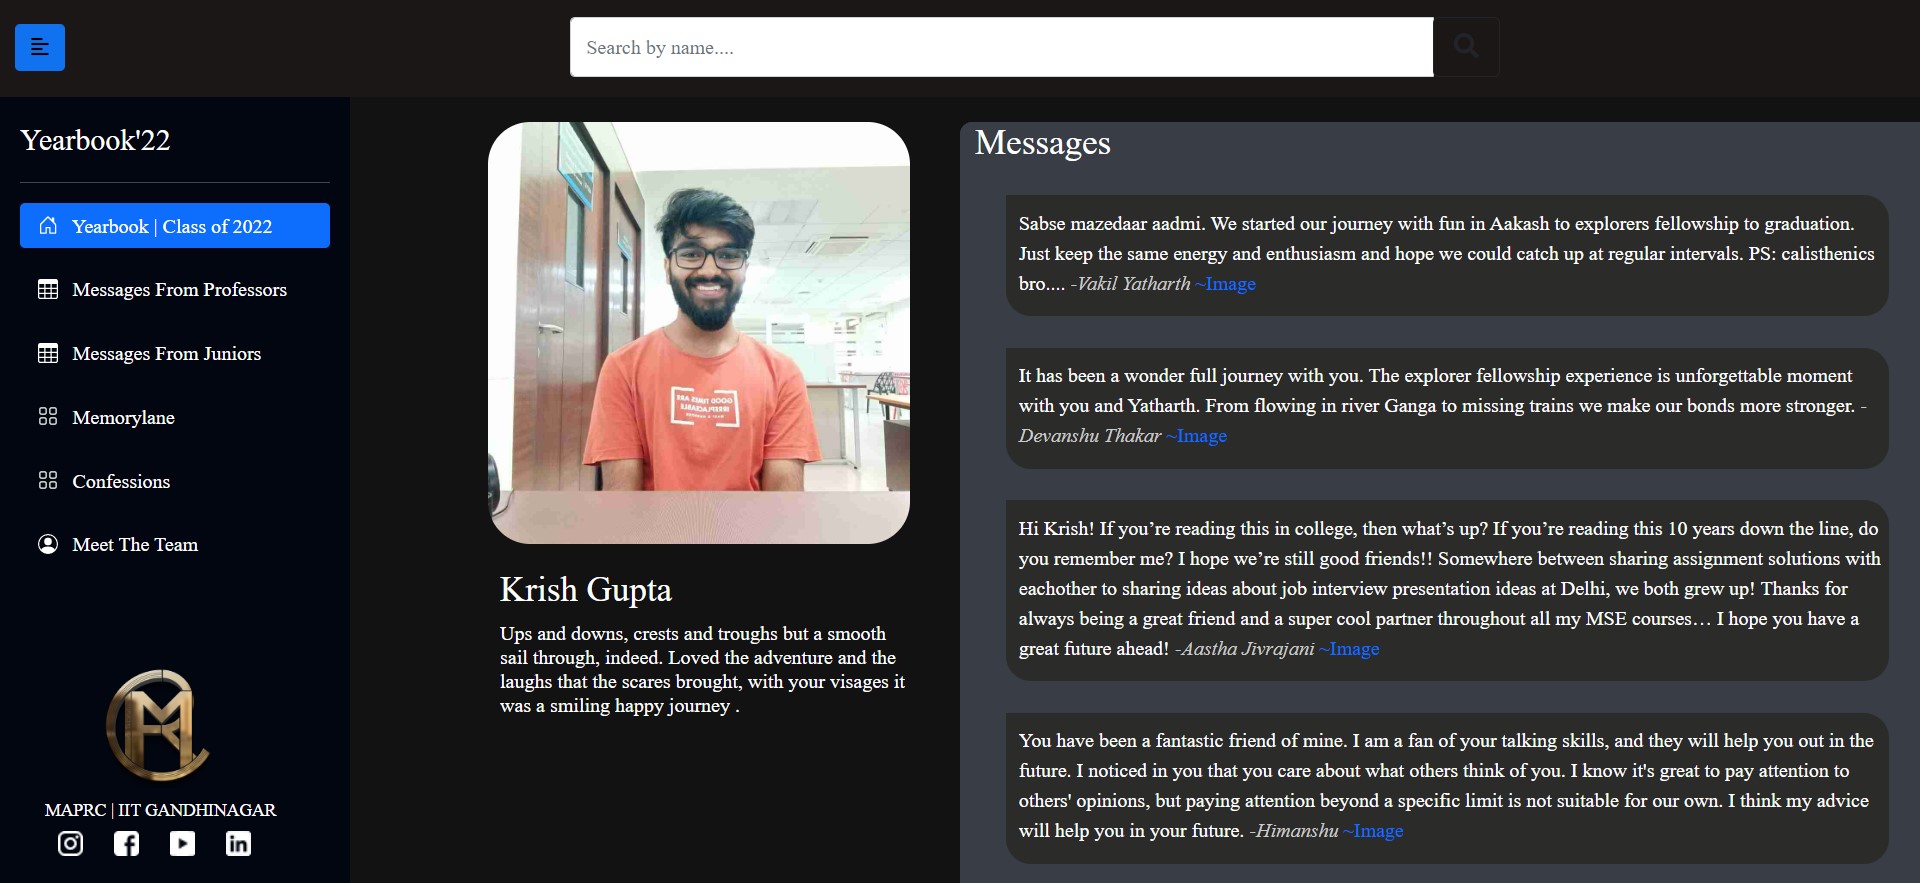 Search by name....
Yearbook'22
Yearbook | Class of 2022
Messages From Professors
Messages From Juniors
Memorylane
Confessions
Meet The Team
MAPRC | IIT GANDHINAGAR
GOOD TIMES ARE
IRREPLACEABLE
Krish Gupta
Ups and downs, crests and troughs but a smooth
sail through, indeed. Loved the adventure and the
laughs that the scares brought, with your visages it
was a smiling happy journey .
Messages
Sabse mazedaar aadmi. We started our journey with fun in Aakash to explorers fellowship to graduation.
Just keep the same energy and enthusiasm and hope we could catch up at regular intervals. PS: calisthenics
bro.... -Vakil Yatharth ~Image
It has been a wonder full journey with you. The explorer fellowship experience is unforgettable moment
with you and Yatharth. From flowing in river Ganga to missing trains we make our bonds more stronger. -
Devanshu Thakar ~Image
Hi Krish! If you’re reading this in college, then what’s up? If you’re reading this 10 years down the line, do
you remember me? I hope we’re still good friends!! Somewhere between sharing assignment solutions with
eachother to sharing ideas about job interview presentation ideas at Delhi, we both grew up! Thanks for
always being a great friend and a super cool partner throughout all my MSE courses… I hope you have a
great future ahead! -Aastha Jivrajani ~Image
You have been a fantastic friend of mine. I am a fan of your talking skills, and they will help you out in the
future. I noticed in you that you care about what others think of you. I know it's great to pay attention to
others' opinions, but paying attention beyond a specific limit is not suitable for our own. I think my advice
will help you in your future. -Himanshu ~Image